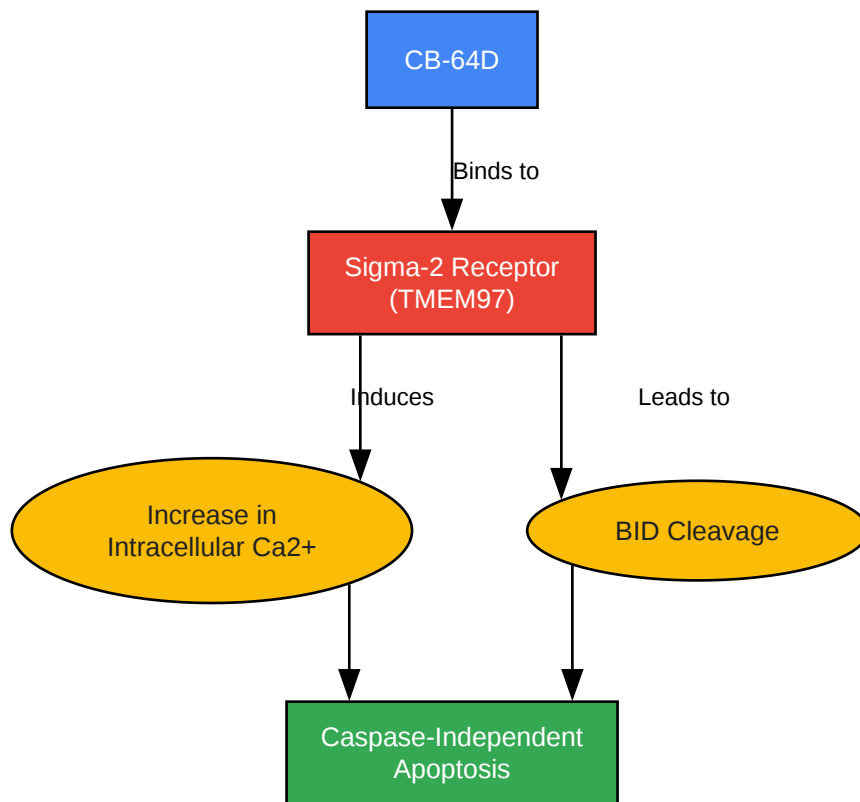 CB-64D
Binds to
Sigma-2 Receptor
(TMEM97)
Induces
Leads to
Increase in
Intracellular Ca2+
BID Cleavage
Caspase-Independent
Apoptosis